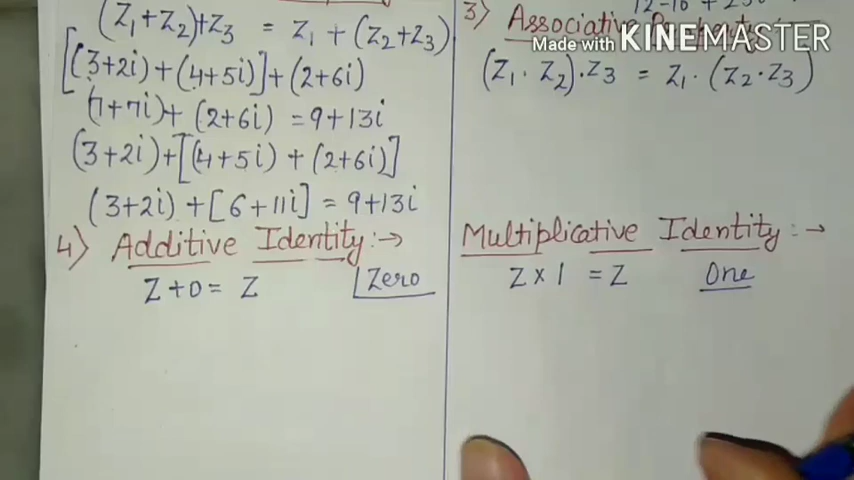 (Z₁+Z₂)+Z₃ = Z₁+(Z₂+Z₃)
[(3+2i)+(4+5i)]+(2+6i)
(7+7i)+(2+6i) = 9+13i
(3+2i)+[(4+5i)+(2+6i)]
(3+2i)+[6+11i] = 9+13i
4) Additive Identity :→
Z+0= Z Zero
3) Associative
Made with KINEMASTER
(Z₁·Z₂)·Z₃ = Z₁·(Z₂·Z₃)
Multiplicative Identity :→
Z×1 = Z One